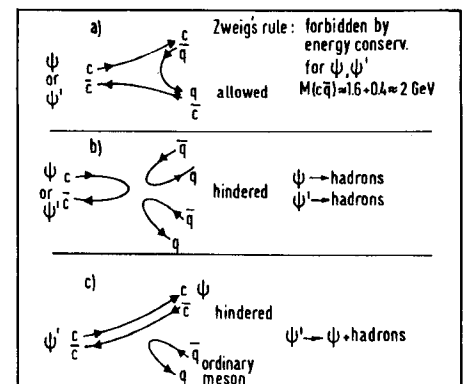 a)
ψ
or
ψ'
c
c̄
c
q̄
q
c̄
allowed
Zweig's rule: forbidden by
energy conserv.
for ψ,ψ'
M(cq̄)≈1.6+0.4≈2 GeV
b)
ψ c
or
ψ' c̄
q̄
q
q̄
q
hindered
ψ → hadrons
ψ' → hadrons
c)
ψ' c
c̄
c ψ
c̄
hindered
q̄
q
ordinary
meson
ψ' → ψ + hadrons